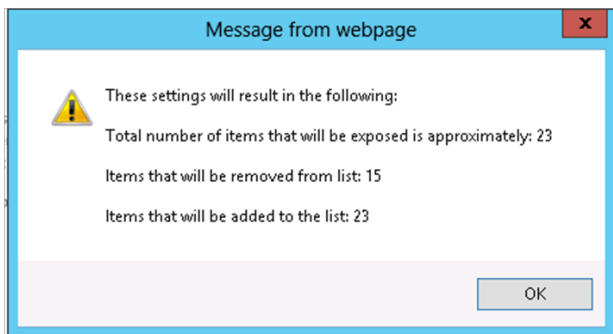 Message from webpage
x
These settings will result in the following:
Total number of items that will be exposed is approximately: 23
Items that will be removed from list: 15
Items that will be added to the list: 23
OK